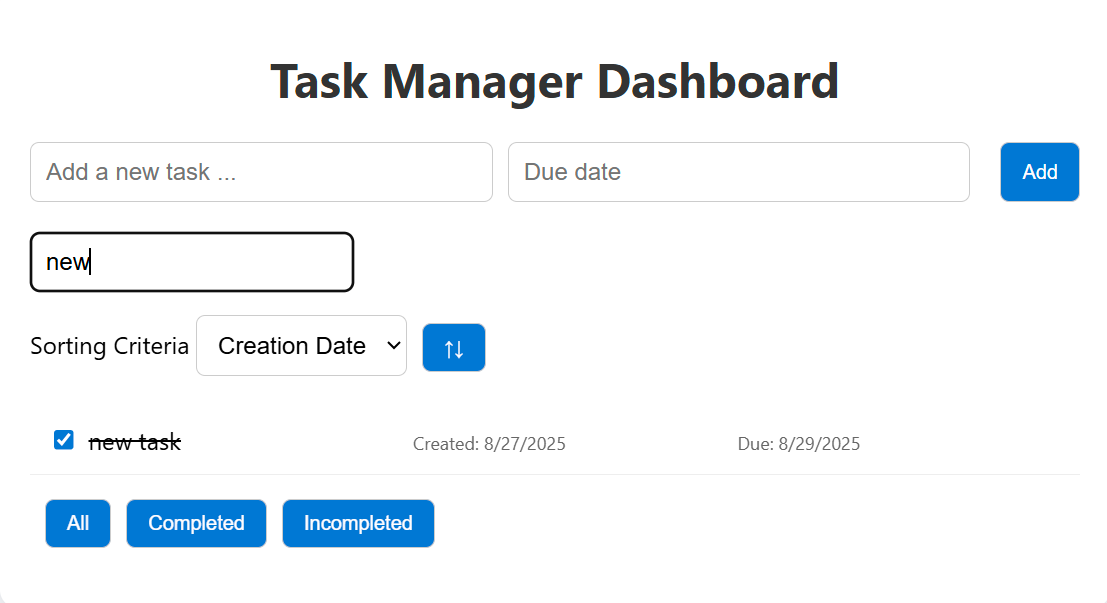 Task Manager Dashboard
Add a new task ... Due date Add
new
Sorting Criteria Creation Date ↑↓
new task Created: 8/27/2025 Due: 8/29/2025
All Completed Incompleted